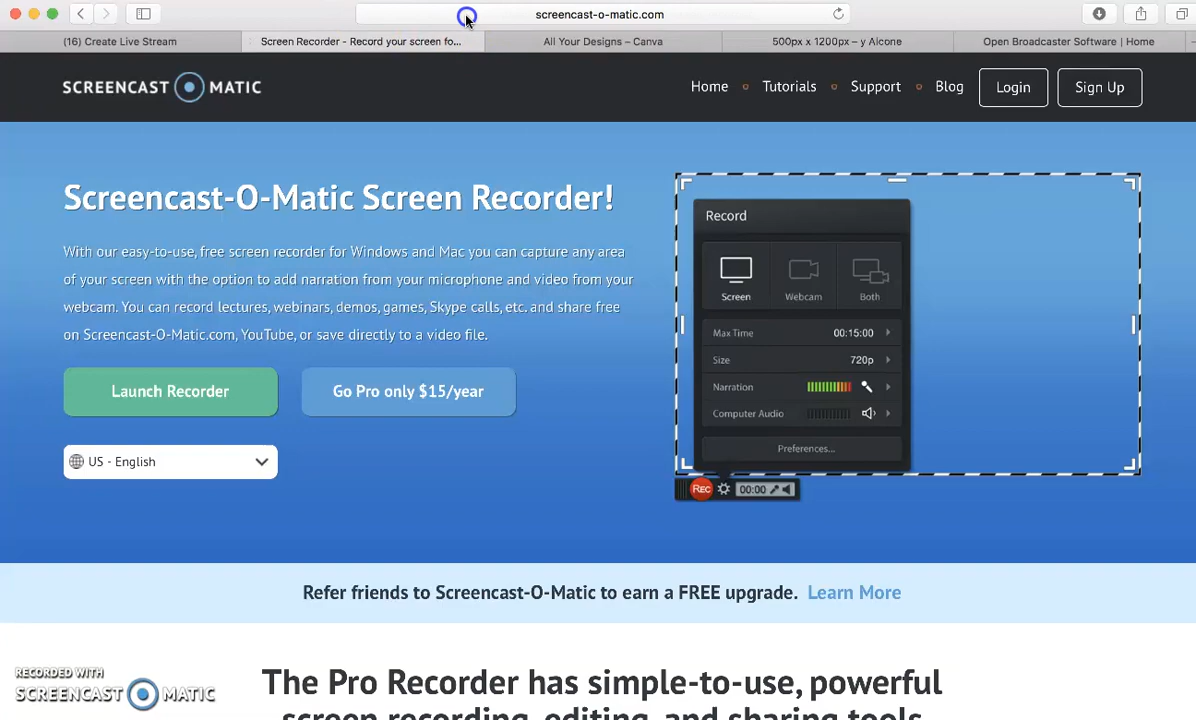 screencast-o-matic.com
(16) Create Live Stream
Screen Recorder - Record your screen fo...
All Your Designs – Canva
500px x 1200px – y Alcone
Open Broadcaster Software | Home
SCREENCAST MATIC
Home
Tutorials
Support
Blog
Login
Sign Up
Screencast-O-Matic Screen Recorder!
With our easy-to-use, free screen recorder for Windows and Mac you can capture any area
of your screen with the option to add narration from your microphone and video from your
webcam. You can record lectures, webinars, demos, games, Skype calls, etc. and share free
on Screencast-O-Matic.com, YouTube, or save directly to a video file.
Launch Recorder
Go Pro only $15/year
US - English
Record
Screen
Webcam
Both
Max Time 00:15:00
Size 720p
Narration
Computer Audio
Preferences...
REC 00:00
Refer friends to Screencast-O-Matic to earn a FREE upgrade. Learn More
The Pro Recorder has simple-to-use, powerful
screen recording, editing, and sharing tools
RECORDED WITH
SCREENCAST MATIC